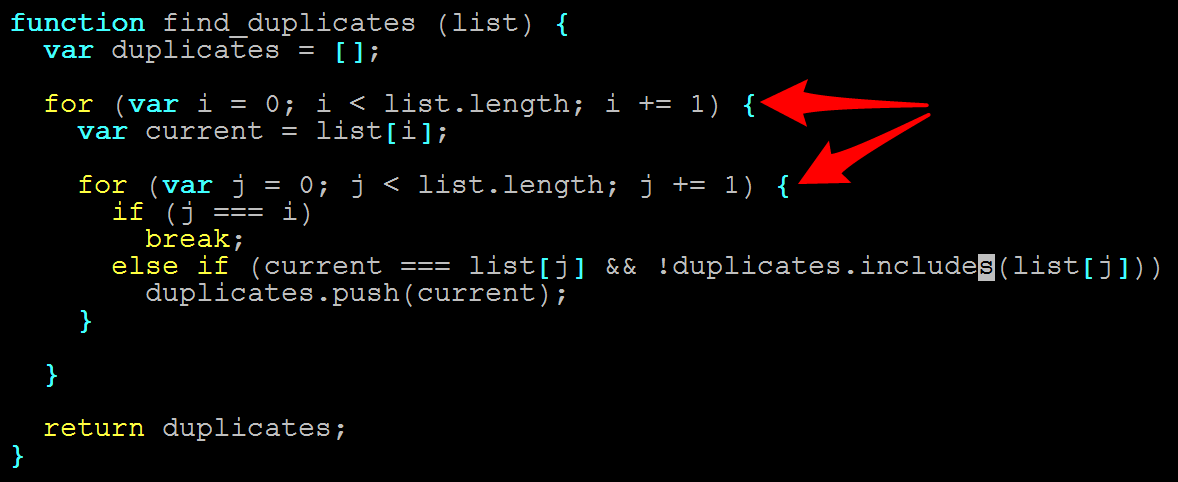 function find_duplicates (list) {
  var duplicates = [];

  for (var i = 0; i < list.length; i += 1) {
    var current = list[i];

    for (var j = 0; j < list.length; j += 1) {
      if (j === i)
        break;
      else if (current === list[j] && !duplicates.includes(list[j]))
        duplicates.push(current);
    }

  }

  return duplicates;
}